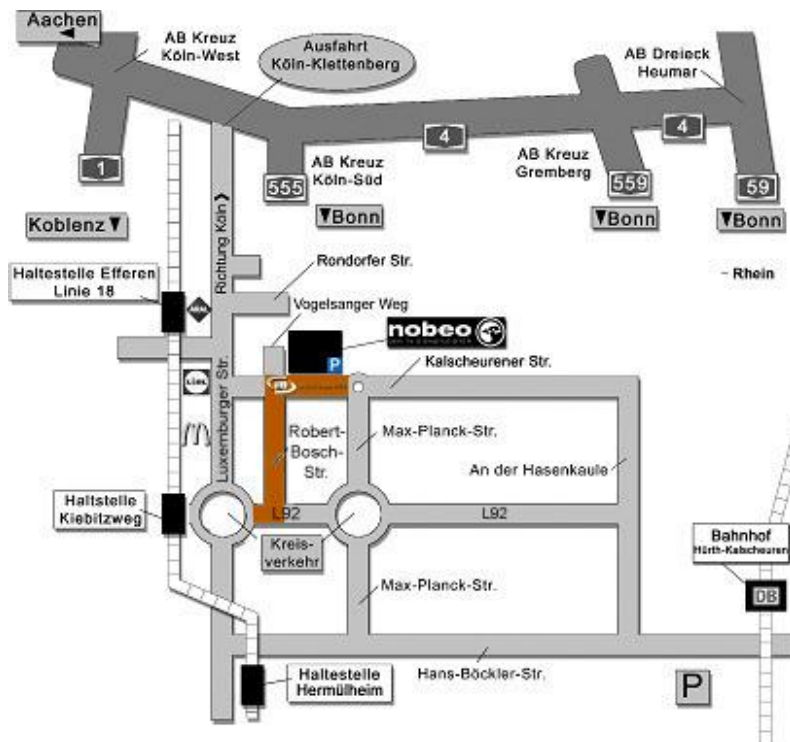 Aachen
AB Kreuz
Köln-West
Ausfahrt
Köln-Klettenberg
AB Dreieck
Heumar
1
555
4
559
4
59
AB Kreuz
Köln-Süd
AB Kreuz
Gremberg
Koblenz
Bonn
Bonn
Bonn
Richtung Köln
Haltestelle Efferen
Linie 18
ARAL
Rondorfer Str.
Rhein
Vogelsanger Weg
nobeo
P
Kalscheurener Str.
LIDL
Luxemburger Str.
Robert-
Bosch-
Str.
Max-Planck-Str.
An der Hasenkaule
Haltstelle
Kiebitzweg
L92
L92
Kreis-
verkehr
Bahnhof
Hürth-Kalscheuren
DB
Max-Planck-Str.
Haltestelle
Hermülheim
Hans-Böckler-Str.
P